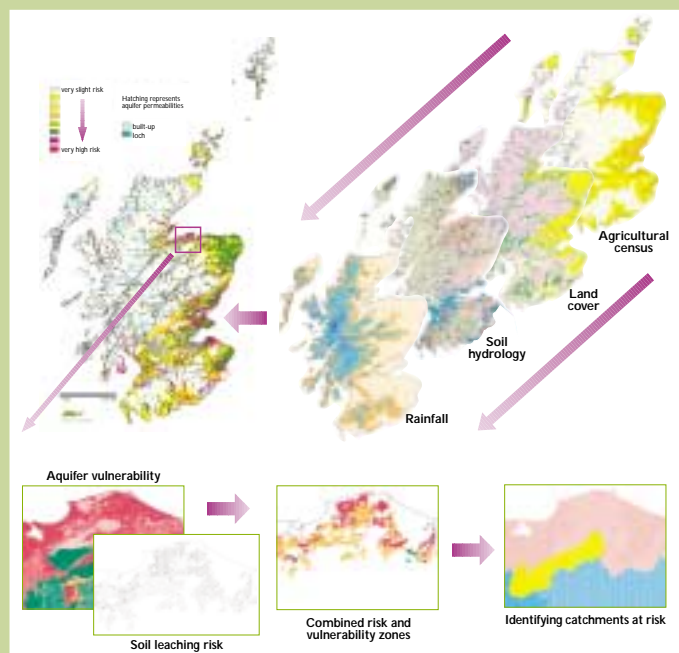 very slight risk
Hatching represents
aquifer permeabilities
built-up
loch
very high risk
Agricultural
census
Land
cover
Soil
hydrology
Rainfall
Aquifer vulnerability
Soil leaching risk
Combined risk and
vulnerability zones
Identifying catchments at risk